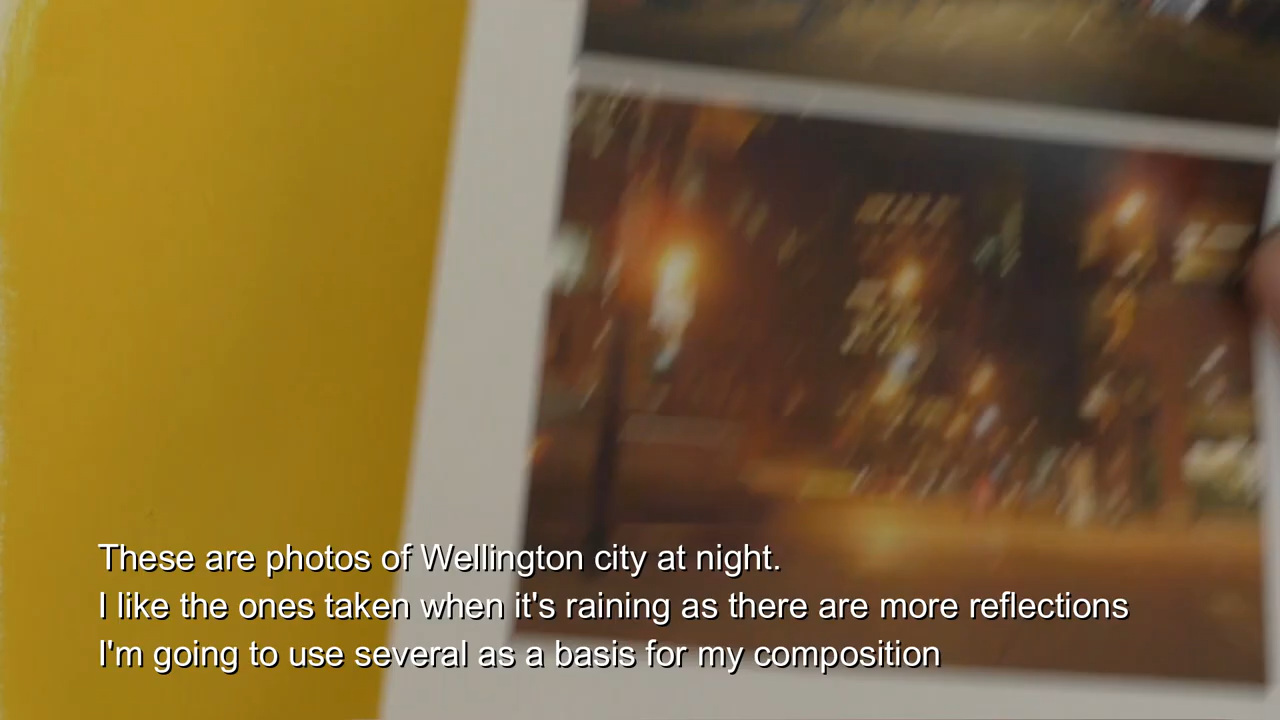 These are photos of Wellington city at night.
I like the ones taken when it's raining as there are more reflections
I'm going to use several as a basis for my composition